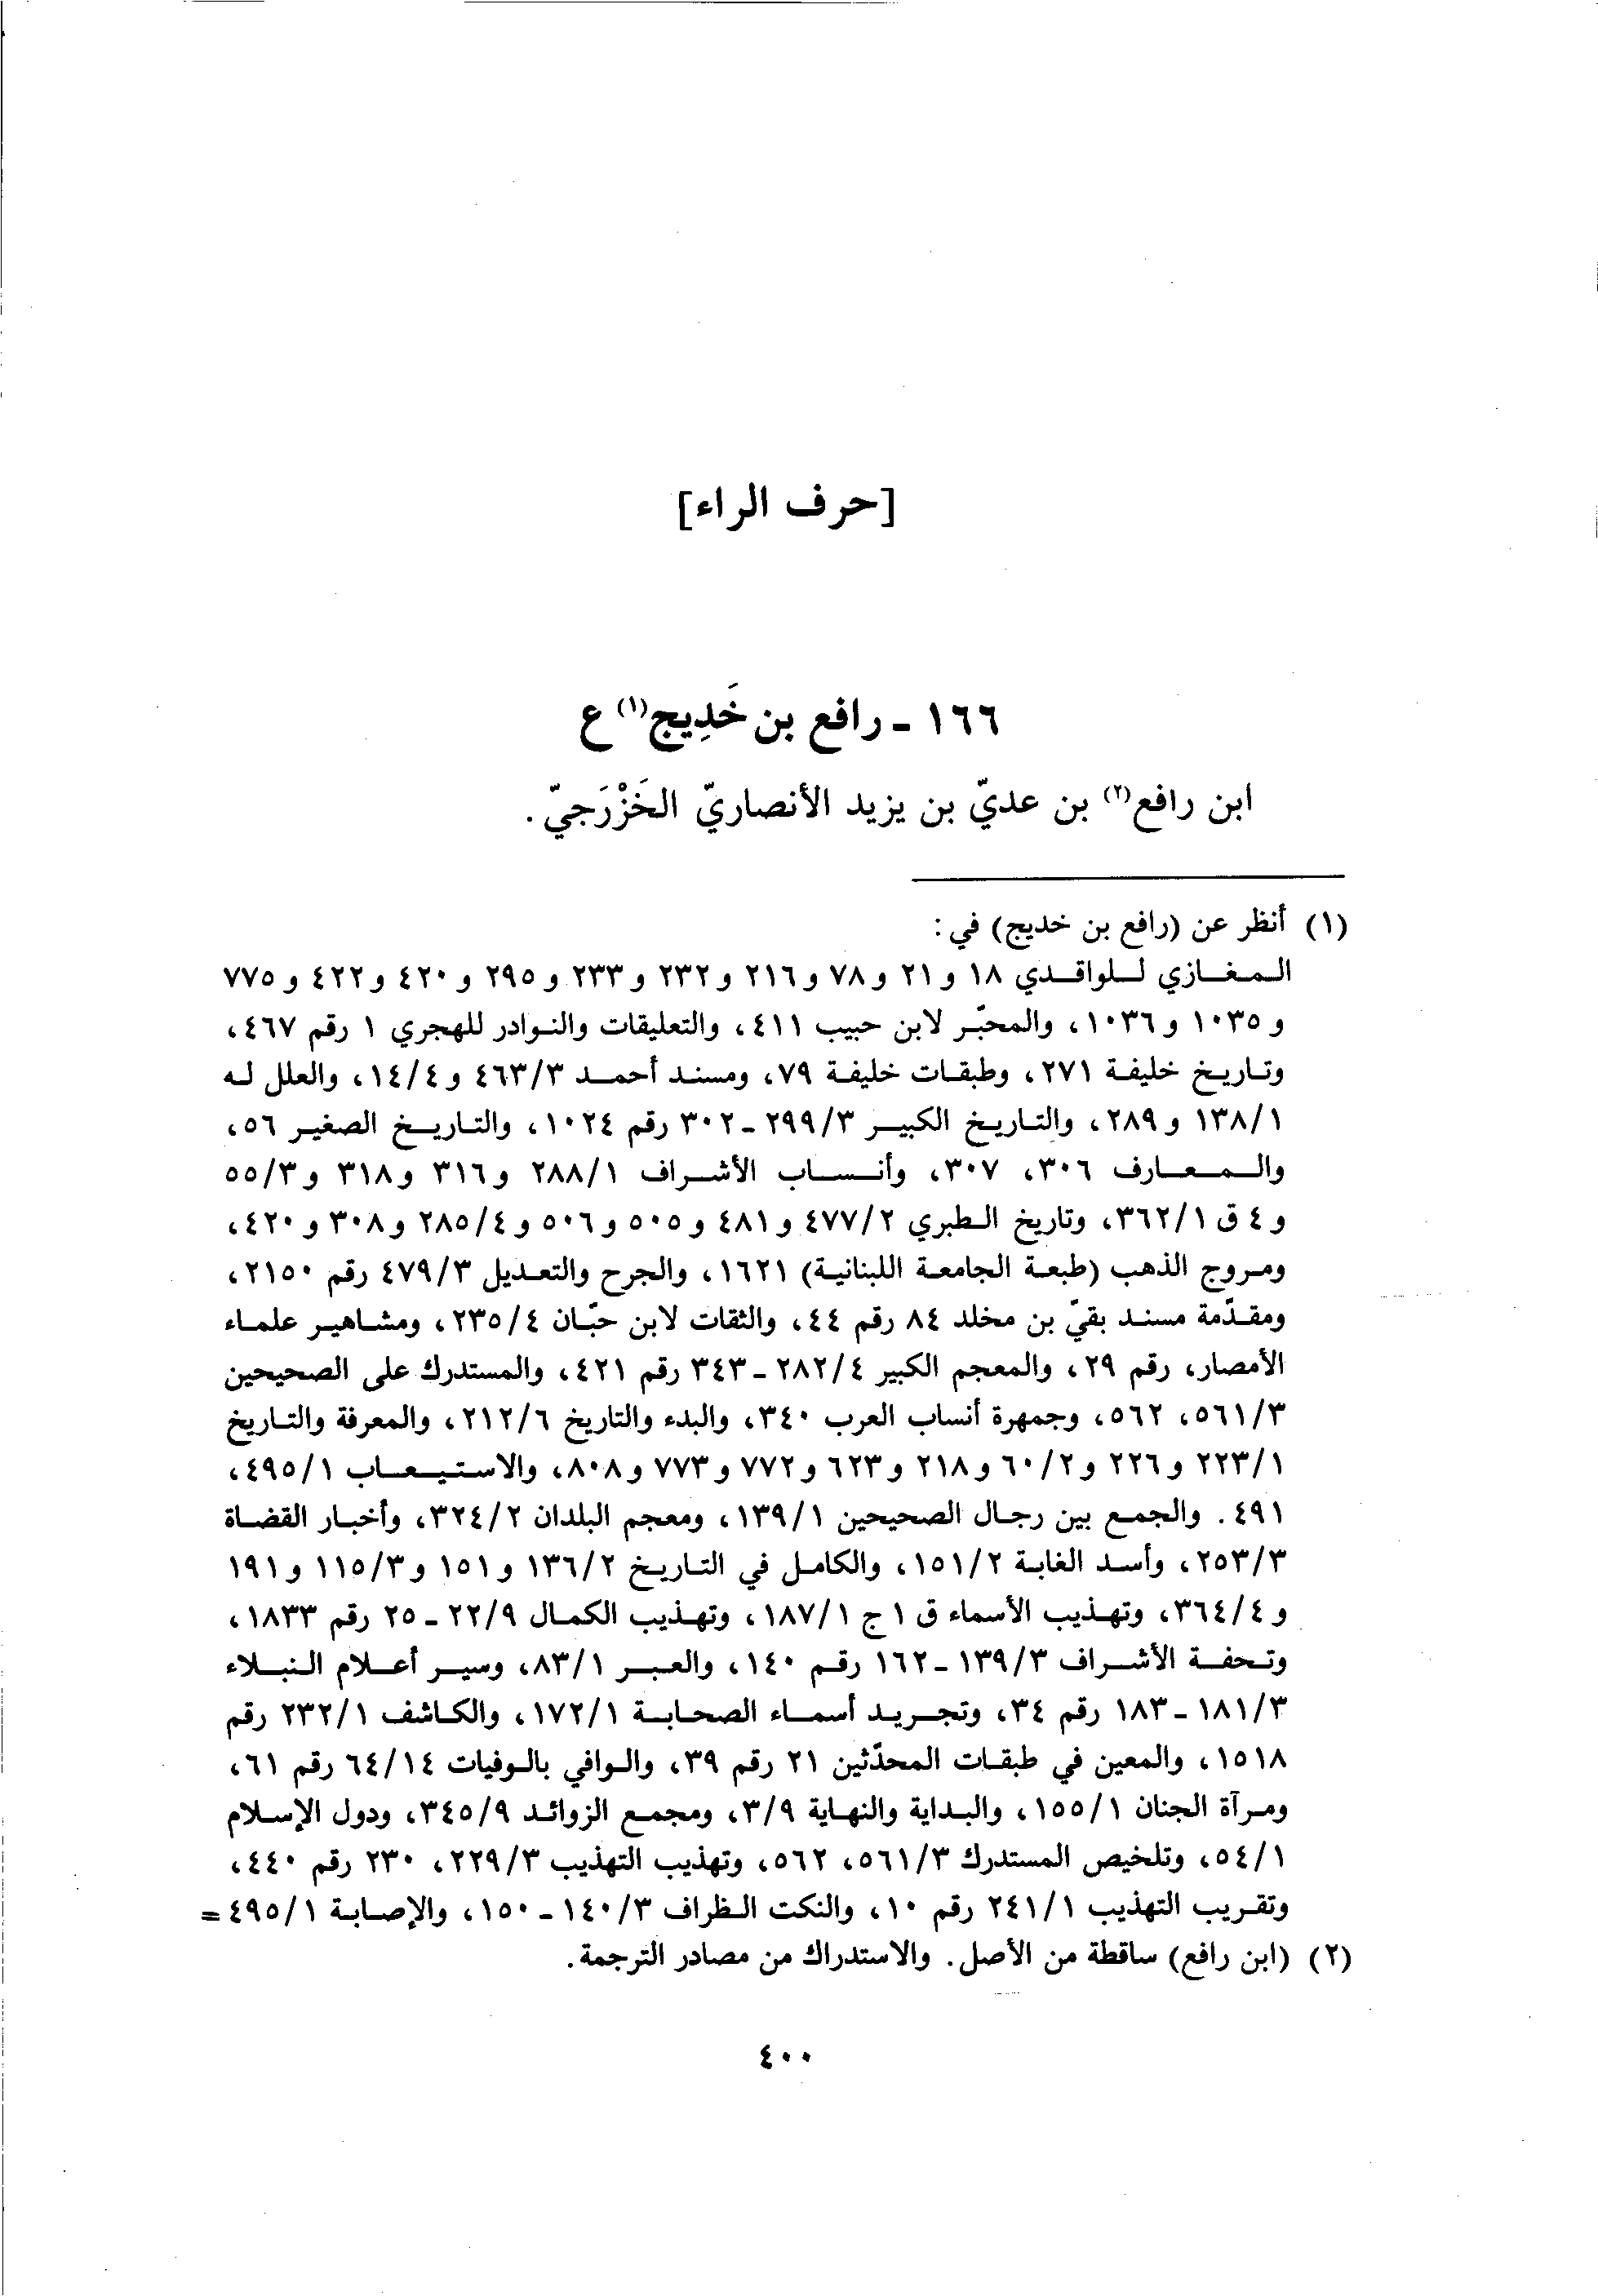 [حرف الراء]
١٦٦ - رافع بن خَدِيج(١) ع
ابن رافع(٢) بن عديّ بن يزيد الأنصاريّ الخَزْرَجيّ.
(١) أنظر عن (رافع بن خديج) في:
المغازي للواقدي ١٨ و٢١ و٧٨ و٢١٦ و٢٣٢ و٢٣٣ و٢٩٥ و٤٢٠ و٤٢٢ و٧٧٥
و١٠٣٥ و١٠٣٦، والمحبّر لابن حبيب ٤١١، والتعليقات والنوادر للهجري ١ رقم ٤٦٧،
وتاريخ خليفة ٢٧١، وطبقات خليفة ٧٩، ومسند أحمد ٤٦٣/٣ و١٤/٤، والعلل له
١٣٨/١ و٢٨٩، والتاريخ الكبير ٢٩٩/٣ - ٣٠٢ رقم ١٠٢٤، والتاريخ الصغير ٥٦،
والمعارف ٣٠٦، ٣٠٧، وأنساب الأشراف ٢٨٨/١ و٣١٦ و٣١٨ و٥٥/٣
و٤ ق ٣٦٢/١، وتاريخ الطبري ٤٧٧/٢ و٤٨١ و٥٠٥ و٥٠٦ و٢٨٥/٤ و٣٠٨ و٤٢٠،
ومروج الذهب (طبعة الجامعة اللبنانية) ١٦٢١، والجرح والتعديل ٤٧٩/٣ رقم ٢١٥٠،
ومقدّمة مسند بقيّ بن مخلد ٨٤ رقم ٤٤، والثقات لابن حبّان ٢٣٥/٤، ومشاهير علماء
الأمصار، رقم ٢٩، والمعجم الكبير ٢٨٢/٤ - ٣٤٣ رقم ٤٢١، والمستدرك على الصحيحين
٥٦١/٣، ٥٦٢، وجمهرة أنساب العرب ٣٤٠، والبدء والتاريخ ٢١٢/٦، والمعرفة والتاريخ
٢٢٣/١ و٢٢٦ و٦٠/٢ و٢١٨ و٦٢٣ و٧٧٢ و٧٧٣ و٨٠٨، والاستيعاب ٤٩٥/١،
٤٩١. والجمع بين رجال الصحيحين ١٣٩/١، ومعجم البلدان ٣٢٤/٢، وأخبار القضاة
٢٥٣/٣، وأسد الغابة ١٥١/٢، والكامل في التاريخ ١٣٦/٢ و١٥١ و١١٥/٣ و١٩١
و٣٦٤/٤، وتهذيب الأسماء ق ١ ج ١٨٧/١، وتهذيب الكمال ٢٢/٩ - ٢٥ رقم ١٨٣٣،
وتحفة الأشراف ١٣٩/٣ - ١٦٢ رقم ١٤٠، والعبر ٨٣/١، وسير أعلام النبلاء
١٨١/٣ - ١٨٣ رقم ٣٤، وتجريد أسماء الصحابة ١٧٢/١، والكاشف ٢٣٢/١ رقم
١٥١٨، والمعين في طبقات المحدّثين ٢١ رقم ٣٩، والوافي بالوفيات ٦٤/١٤ رقم ٦١،
ومرآة الجنان ١٥٥/١، والبداية والنهاية ٣/٩، ومجمع الزوائد ٣٤٥/٩، ودول الإسلام
٥٤/١، وتلخيص المستدرك ٥٦١/٣، ٥٦٢، وتهذيب التهذيب ٢٢٩/٣، ٢٣٠ رقم ٤٤٠،
وتقريب التهذيب ٢٤١/١ رقم ١٠، والنكت الظراف ١٤٠/٣ - ١٥٠، والإصابة ٤٩٥/١ =
(٢) (ابن رافع) ساقطة من الأصل. والاستدراك من مصادر الترجمة.
٤٠٠